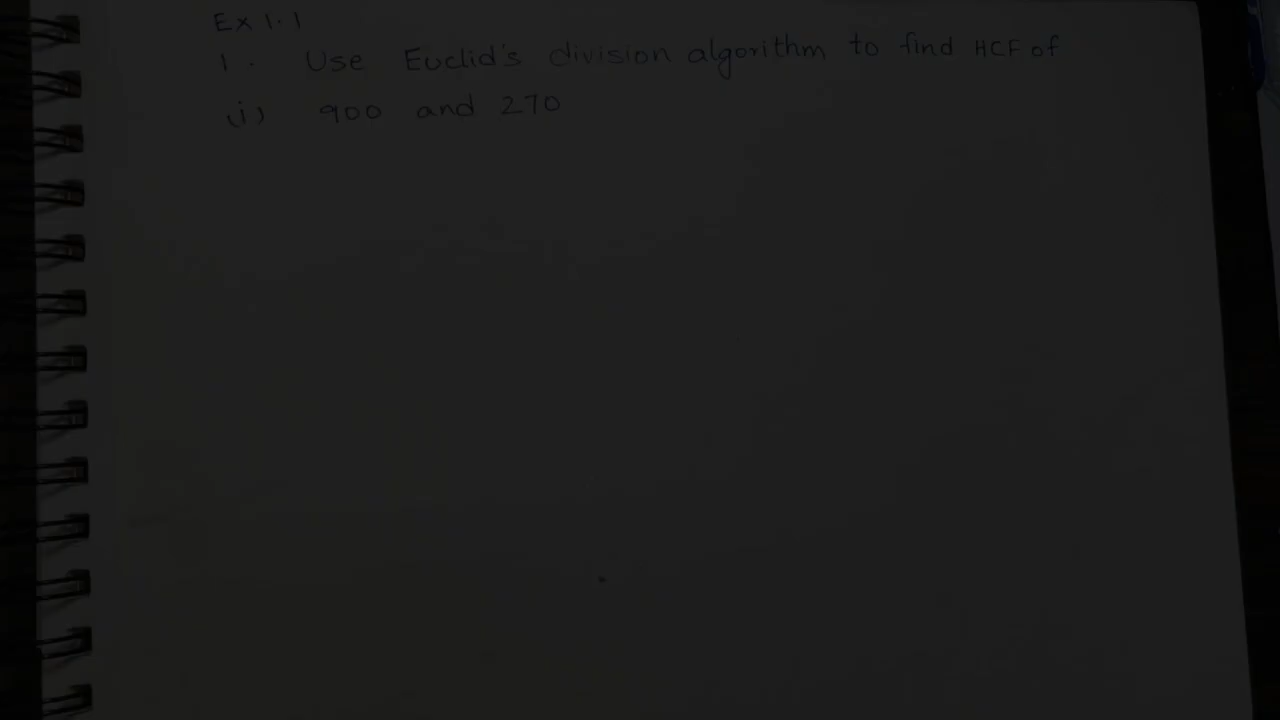 Ex 1.1
1. Use Euclid's division algorithm to find HCF of
(i) 900 and 270